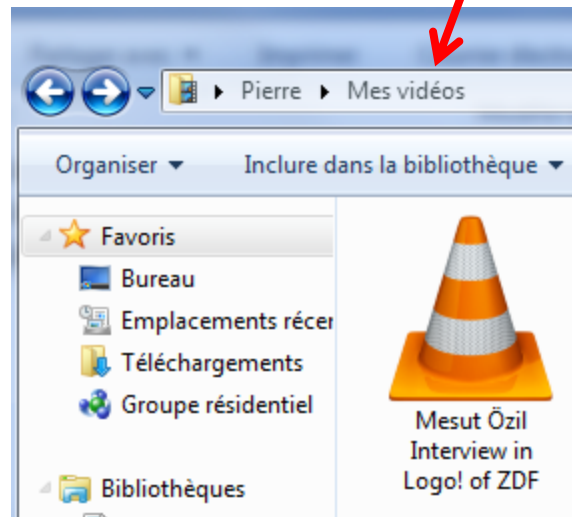 Pierre Mes vidéos
Organiser Inclure dans la bibliothèque
Favoris
Bureau
Emplacements récer
Téléchargements
Groupe résidentiel
Bibliothèques
Mesut Özil
Interview in
Logo! of ZDF